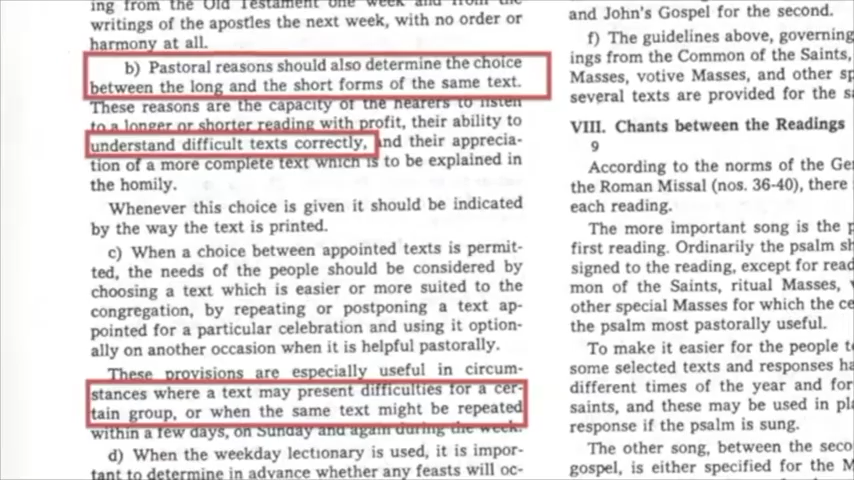 ing from the Old Testament one week and from the
writings of the apostles the next week, with no order or
harmony at all.
b) Pastoral reasons should also determine the choice
between the long and the short forms of the same text.
These reasons are the capacity of the hearers to listen
to a longer or shorter reading with profit, their ability to
understand difficult texts correctly, and their apprecia-
tion of a more complete text which is to be explained in
the homily.
Whenever this choice is given it should be indicated
by the way the text is printed.
c) When a choice between appointed texts is permit-
ted, the needs of the people should be considered by
choosing a text which is easier or more suited to the
congregation, by repeating or postponing a text ap-
pointed for a particular celebration and using it option-
ally on another occasion when it is helpful pastorally.
These provisions are especially useful in circum-
stances where a text may present difficulties for a cer-
tain group, or when the same text might be repeated
within a few days, on Sunday and again during the week.
d) When the weekday lectionary is used, it is impor-
tant to determine in advance whether any feasts will oc-
and John's Gospel for the second.
f) The guidelines above, governing
ings from the Common of the Saints,
Masses, votive Masses, and other sp
several texts are provided for the sa
VIII. Chants between the Readings
9
According to the norms of the Ge
the Roman Missal (nos. 36-40), there
each reading.
The more important song is the p
first reading. Ordinarily the psalm sh
signed to the reading, except for read
mon of the Saints, ritual Masses,
other special Masses for which the ce
the psalm most pastorally useful.
To make it easier for the people t
some selected texts and responses ha
different times of the year and for
saints, and these may be used in pla
response if the psalm is sung.
The other song, between the seco
gospel, is either specified for the M